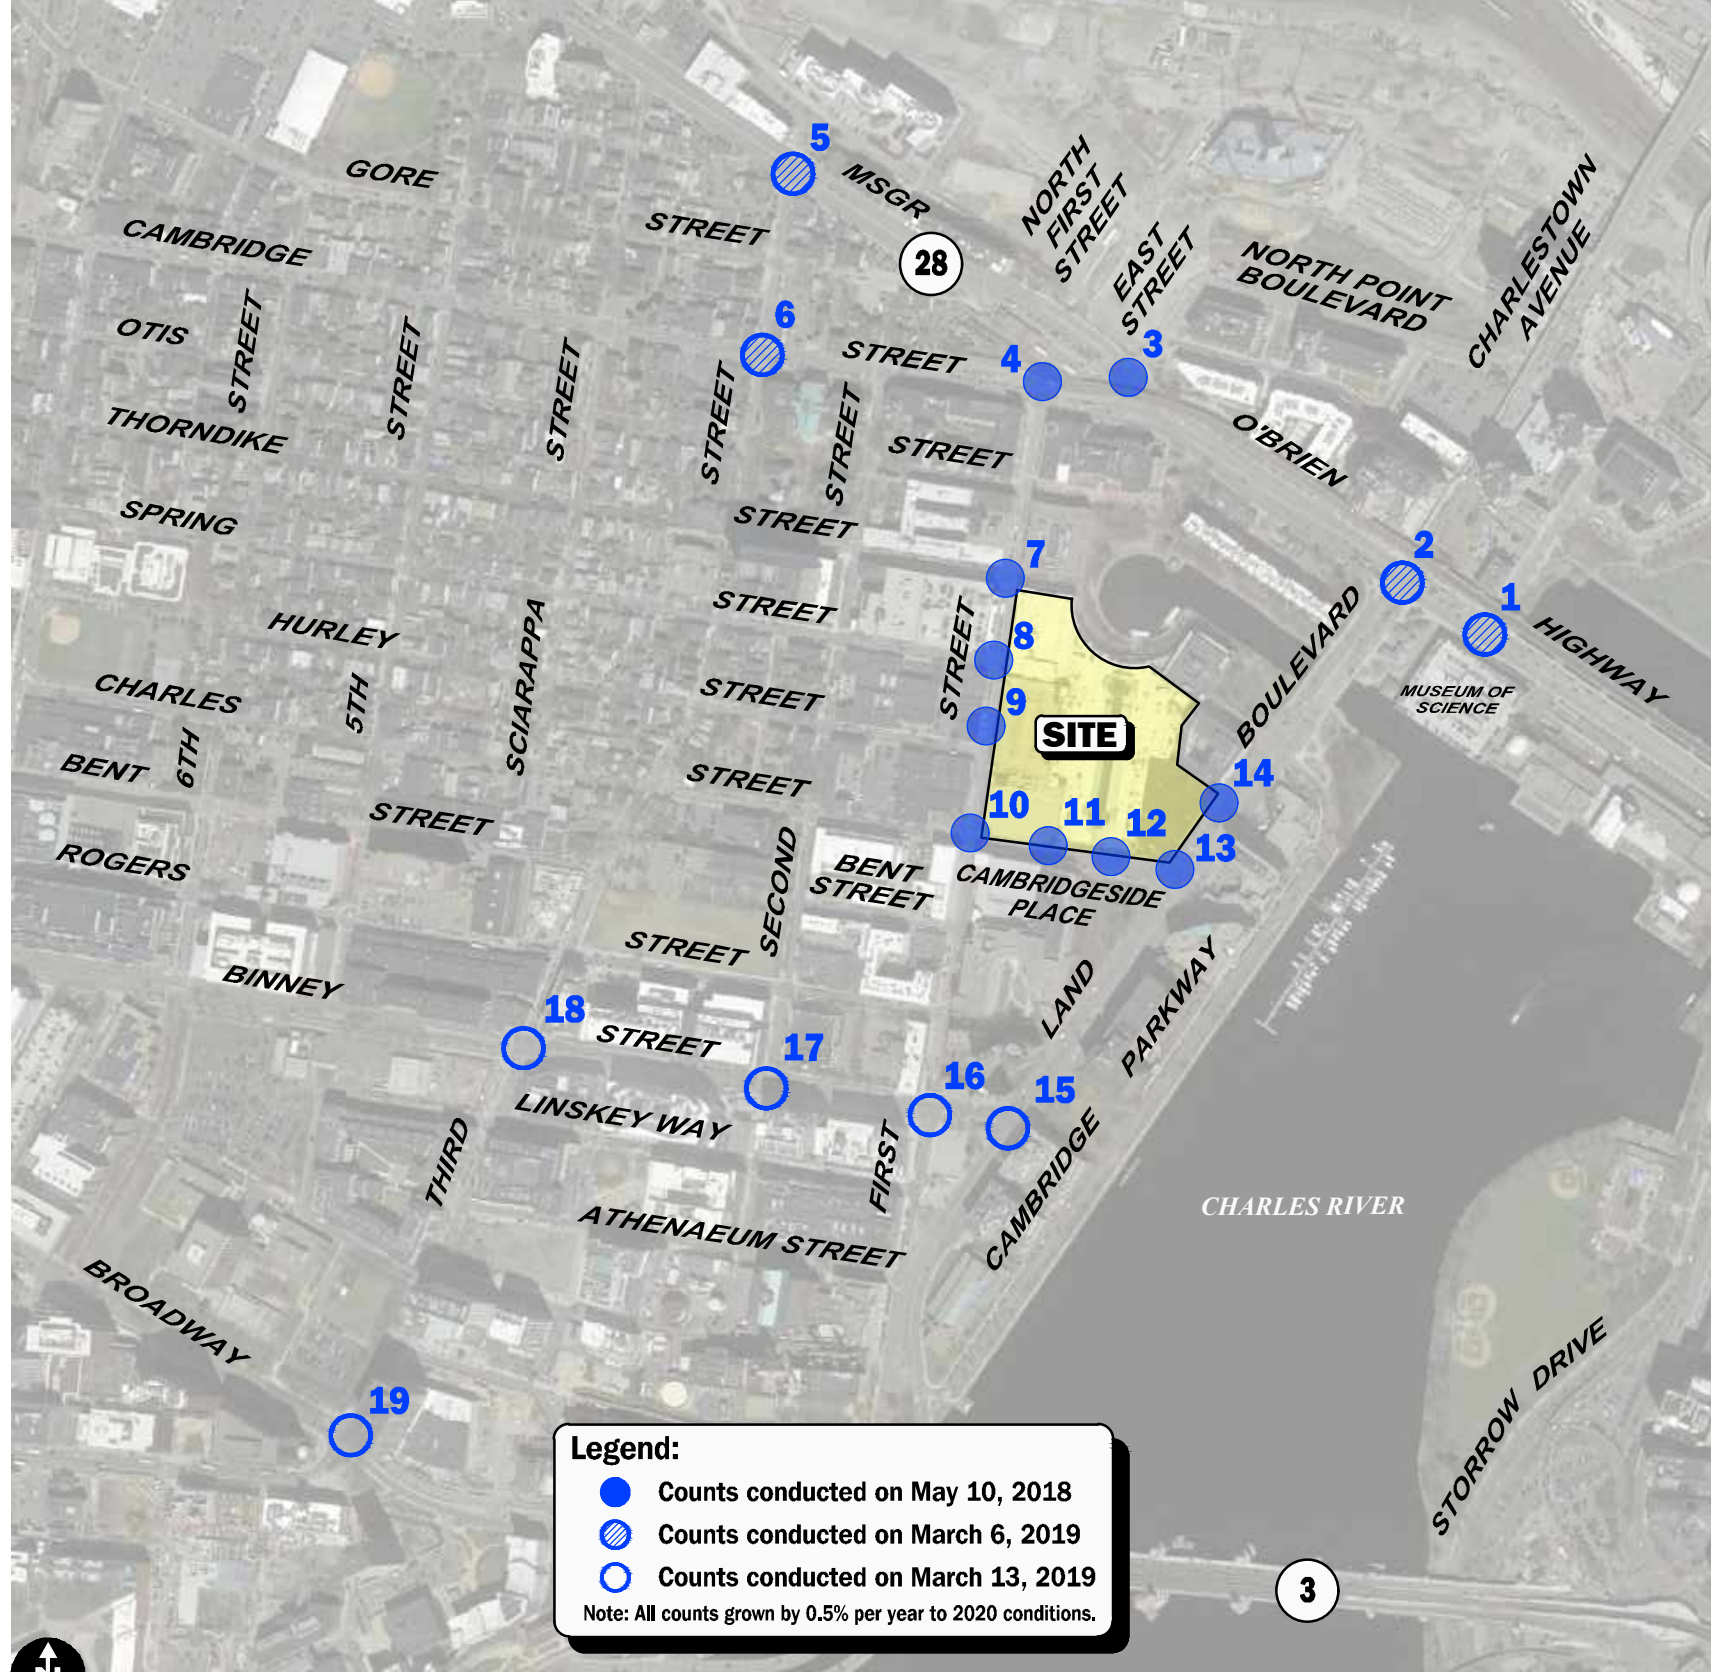 5
GORE
MSGR
NORTH
FIRST
STREET
CHARLESTOWN
AVENUE
CAMBRIDGE
STREET
28
EAST
STREET
NORTH POINT
BOULEVARD
OTIS
STREET
STREET
STREET
6
STREET
STREET
STREET
4
3
THORNDIKE
STREET
O'BRIEN
SPRING
STREET
7
2
1
HURLEY
STREET
8
STREET
BOULEVARD
HIGHWAY
CHARLES
5TH
SCIARAPPA
STREET
9
MUSEUM OF
SCIENCE
SITE
BENT
6TH
STREET
STREET
10
11
12
14
13
ROGERS
SECOND
BENT
STREET
CAMBRIDGESIDE
PLACE
STREET
BINNEY
LAND
PARKWAY
18
STREET
17
16
15
LINSKEY WAY
THIRD
FIRST
CAMBRIDGE
ATHENAEUM STREET
CHARLES RIVER
BROADWAY
STORROW DRIVE
19
Legend:
Counts conducted on May 10, 2018
Counts conducted on March 6, 2019
Counts conducted on March 13, 2019
Note: All counts grown by 0.5% per year to 2020 conditions.
3